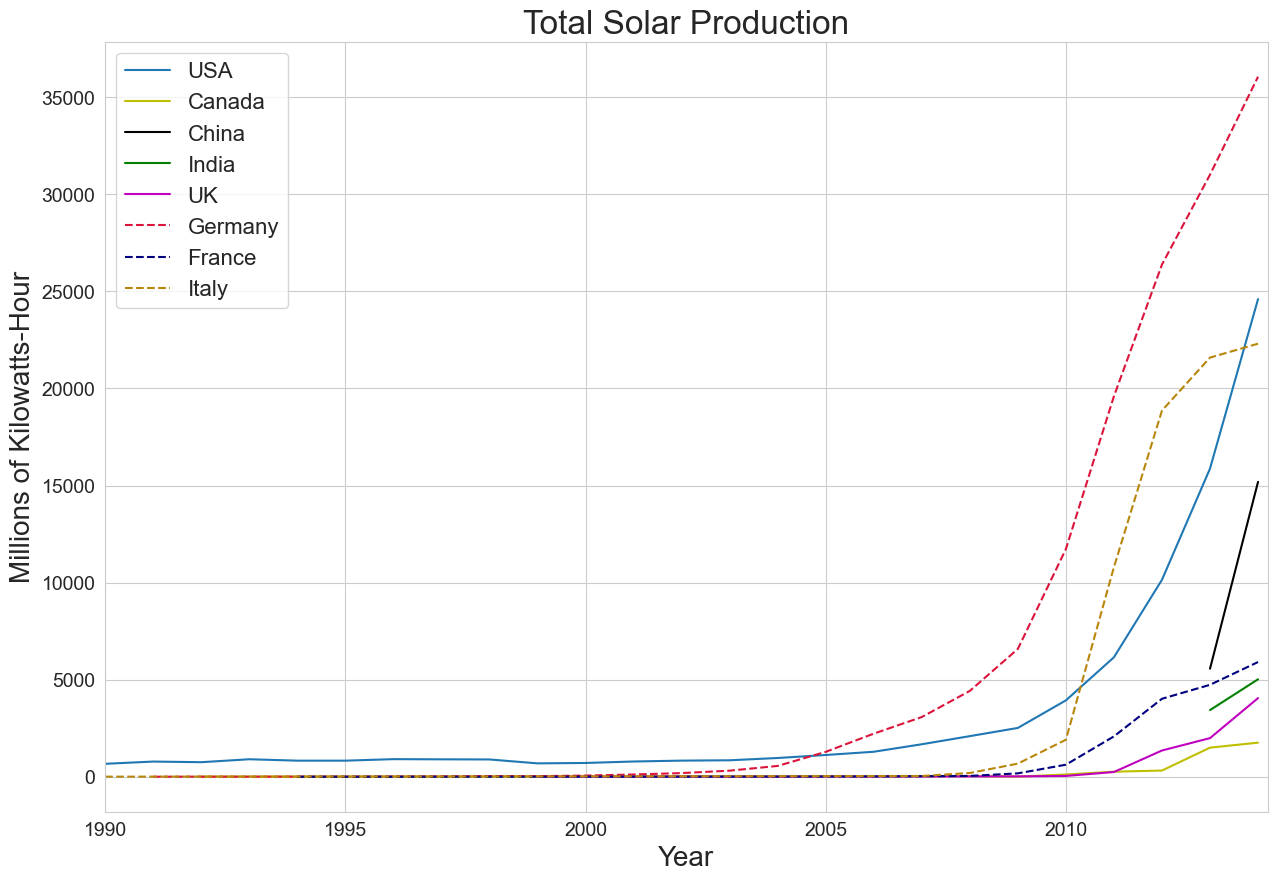 Total Solar Production
USA
Canada
China
India
UK
Germany
France
Italy
Millions of Kilowatts-Hour
35000
30000
25000
20000
15000
10000
5000
0
1990
1995
2000
2005
2010
Year